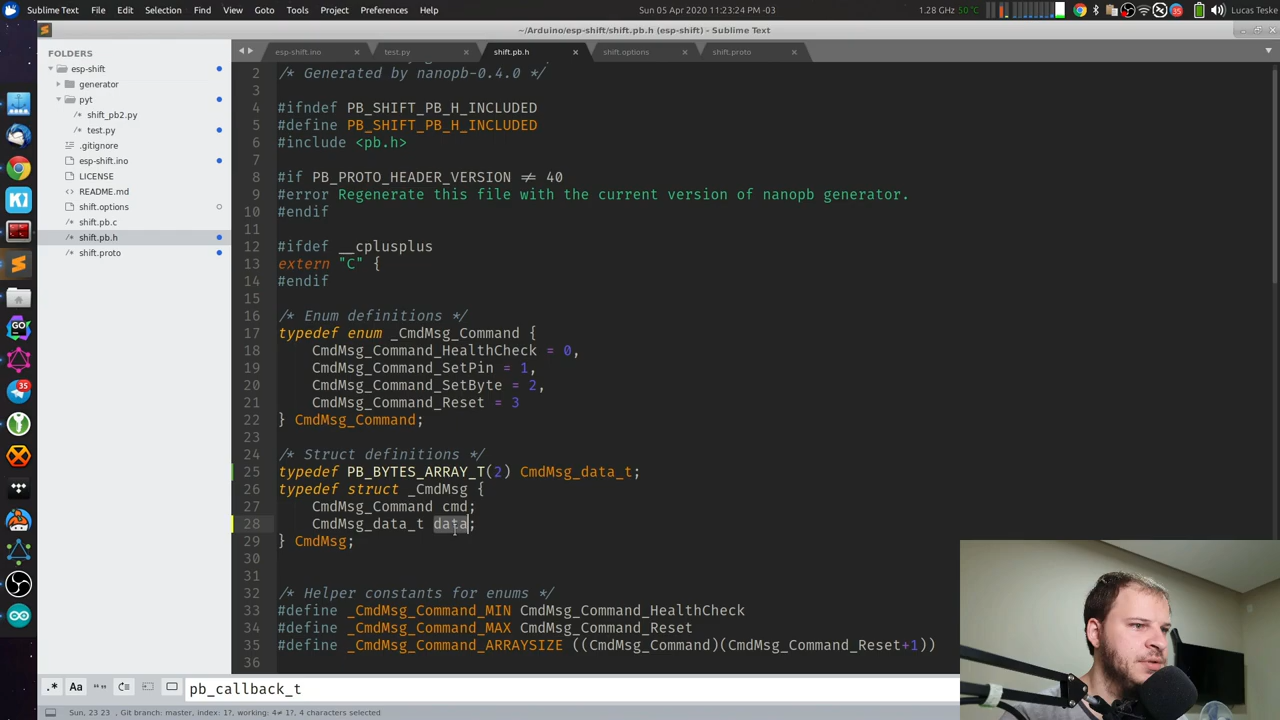 Sublime Text File Edit Selection Find View Goto Tools Project Preferences Help Sun 05 Apr 2020 11:23:24 PM -03 1.28 GHz 50°C 35 Lucas Teske
~/Arduino/esp-shift/shift.pb.h (esp-shift) - Sublime Text
FOLDERS
esp-shift
generator
pyt
shift_pb2.py
test.py
.gitignore
esp-shift.ino
LICENSE
README.md
shift.options
shift.pb.c
shift.pb.h
shift.proto
esp-shift.ino test.py shift.pb.h shift.options shift.proto
2 /* Generated by nanopb-0.4.0 */
3
4 #ifndef PB_SHIFT_PB_H_INCLUDED
5 #define PB_SHIFT_PB_H_INCLUDED
6 #include <pb.h>
7
8 #if PB_PROTO_HEADER_VERSION != 40
9 #error Regenerate this file with the current version of nanopb generator.
10 #endif
11
12 #ifdef __cplusplus
13 extern "C" {
14 #endif
15
16 /* Enum definitions */
17 typedef enum _CmdMsg_Command {
18 CmdMsg_Command_HealthCheck = 0,
19 CmdMsg_Command_SetPin = 1,
20 CmdMsg_Command_SetByte = 2,
21 CmdMsg_Command_Reset = 3
22 } CmdMsg_Command;
23
24 /* Struct definitions */
25 typedef PB_BYTES_ARRAY_T(2) CmdMsg_data_t;
26 typedef struct _CmdMsg {
27 CmdMsg_Command cmd;
28 CmdMsg_data_t data;
29 } CmdMsg;
30
31
32 /* Helper constants for enums */
33 #define _CmdMsg_Command_MIN CmdMsg_Command_HealthCheck
34 #define _CmdMsg_Command_MAX CmdMsg_Command_Reset
35 #define _CmdMsg_Command_ARRAYSIZE ((CmdMsg_Command)(CmdMsg_Command_Reset+1))
36
.* Aa “” pb_callback_t
Sun, 23 23 , Git branch: master, index: 1?, working: 4≠ 1?, 4 characters selected
GO
35